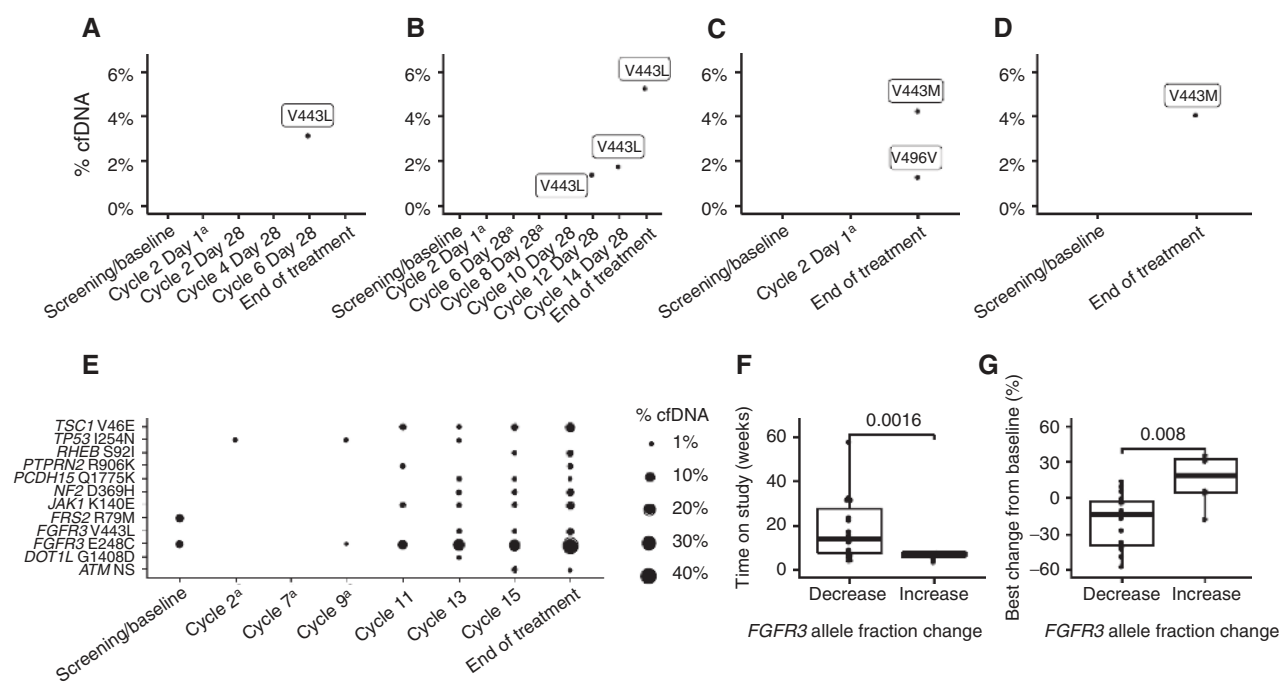 A
B
C
D
% cfDNA
6%
4%
2%
0%
V443L
Screening/baseline
Cycle 2 Day 1ᵃ
Cycle 2 Day 28
Cycle 4 Day 28
Cycle 6 Day 28
End of treatment
6%
4%
2%
0%
V443L
V443L
V443L
Screening/baseline
Cycle 2 Day 1ᵃ
Cycle 6 Day 28ᵃ
Cycle 8 Day 28ᵃ
Cycle 10 Day 28
Cycle 12 Day 28
Cycle 14 Day 28
End of treatment
6%
4%
2%
0%
V443M
V496V
Screening/baseline
Cycle 2 Day 1ᵃ
End of treatment
6%
4%
2%
0%
V443M
Screening/baseline
End of treatment
E
TSC1 V46E
TP53 I254N
RHEB S92I
PTPRN2 R906K
PCDH15 Q1775K
NF2 D369H
JAK1 K140E
FRS2 R79M
FGFR3 V443L
FGFR3 E248C
DOT1L G1408D
ATM NS
Screening/baseline
Cycle 2ᵃ
Cycle 7ᵃ
Cycle 9ᵃ
Cycle 11
Cycle 13
Cycle 15
End of treatment
% cfDNA
1%
10%
20%
30%
40%
F
Time on study (weeks)
60
40
20
0
0.0016
Decrease
Increase
FGFR3 allele fraction change
G
Best change from baseline (%)
60
30
0
−30
−60
0.008
Decrease
Increase
FGFR3 allele fraction change